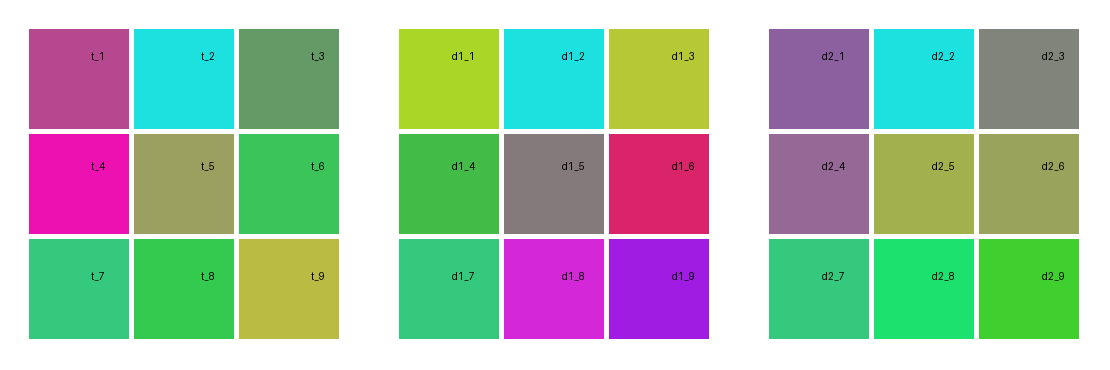 t_1 t_2 t_3 d1_1 d1_2 d1_3 d2_1 d2_2 d2_3
t_4 t_5 t_6 d1_4 d1_5 d1_6 d2_4 d2_5 d2_6
t_7 t_8 t_9 d1_7 d1_8 d1_9 d2_7 d2_8 d2_9